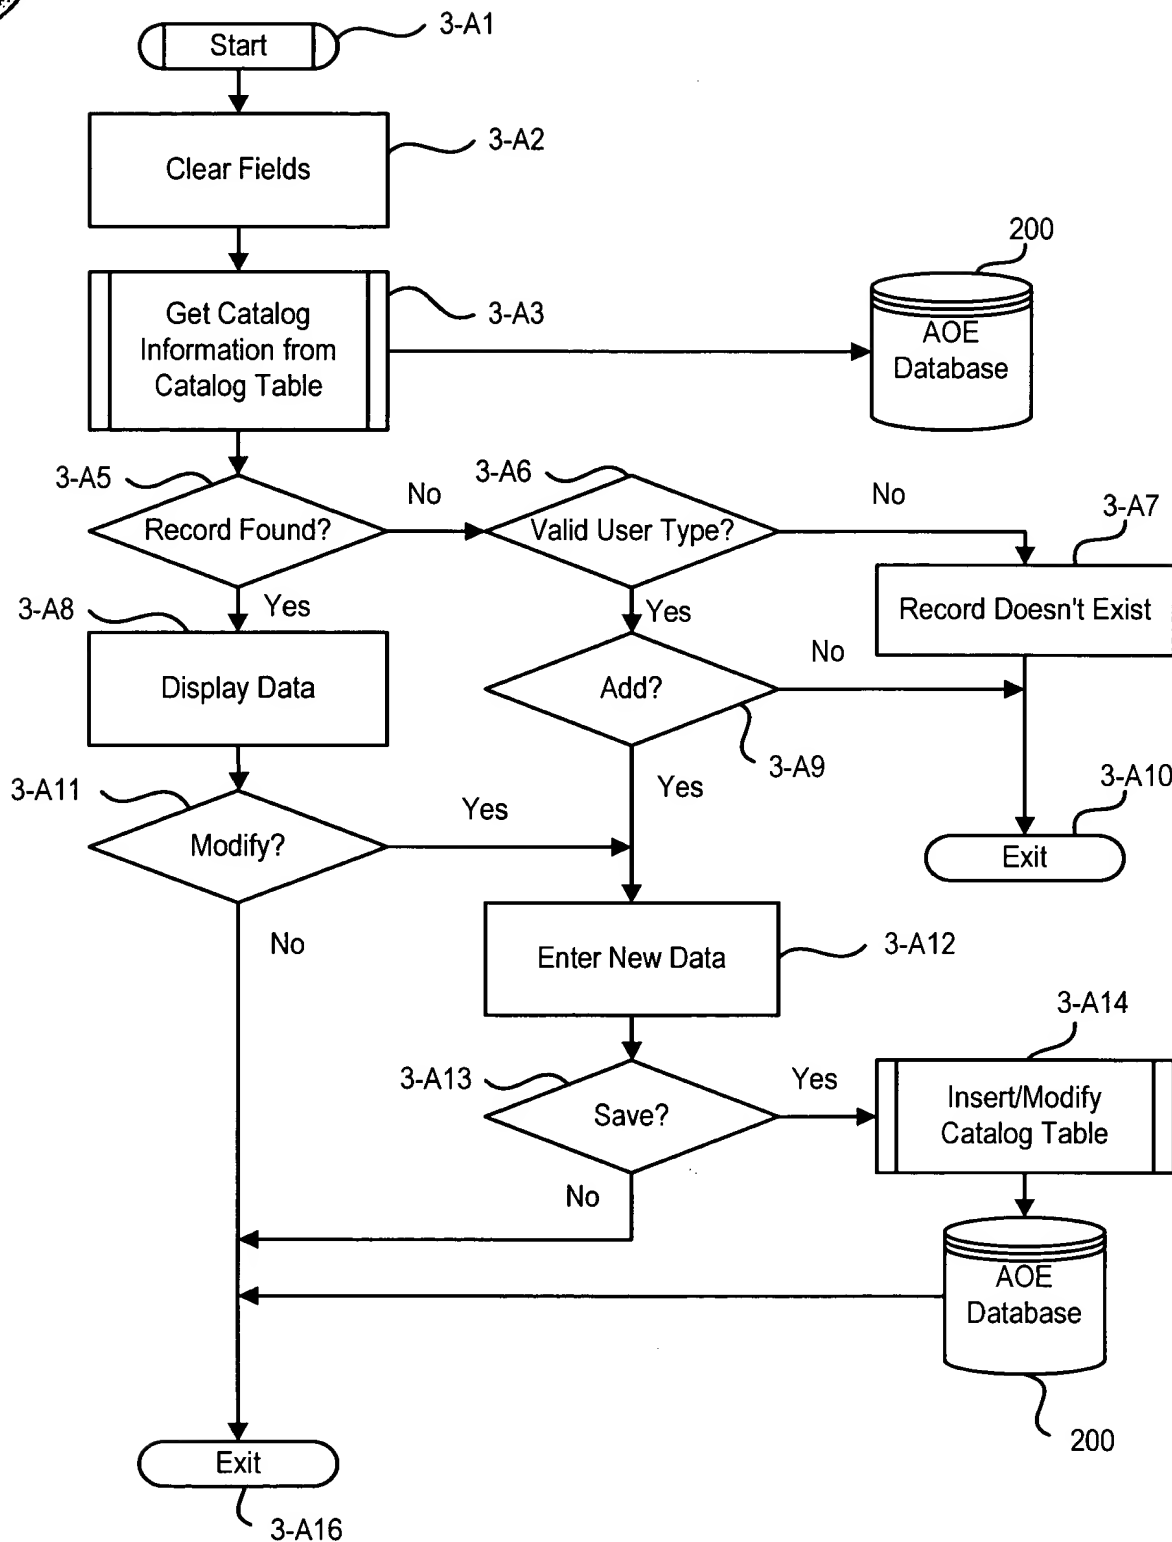 Start
3-A1
Clear Fields
3-A2
Get Catalog
Information from
Catalog Table
3-A3
200
AOE
Database
3-A5
Record Found?
No
3-A6
Valid User Type?
No
3-A7
Record Doesn't Exist
Yes
3-A8
Display Data
Yes
Add?
No
3-A9
3-A10
Exit
3-A11
Modify?
Yes
Yes
No
Enter New Data
3-A12
3-A13
Save?
Yes
3-A14
Insert/Modify
Catalog Table
No
AOE
Database
200
Exit
3-A16